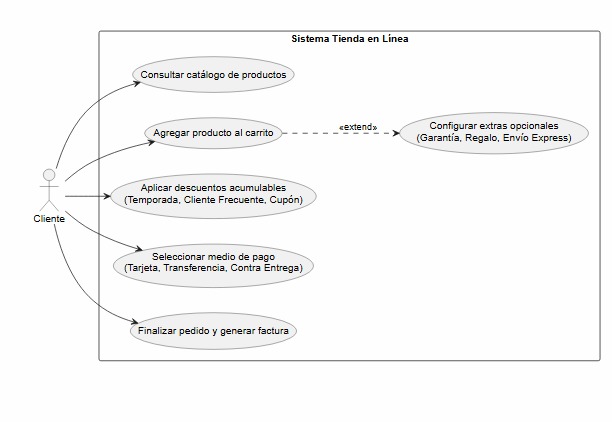 Sistema Tienda en Línea
Consultar catálogo de productos
Agregar producto al carrito
«extend»
Configurar extras opcionales
(Garantía, Regalo, Envío Express)
Aplicar descuentos acumulables
(Temporada, Cliente Frecuente, Cupón)
Cliente
Seleccionar medio de pago
(Tarjeta, Transferencia, Contra Entrega)
Finalizar pedido y generar factura